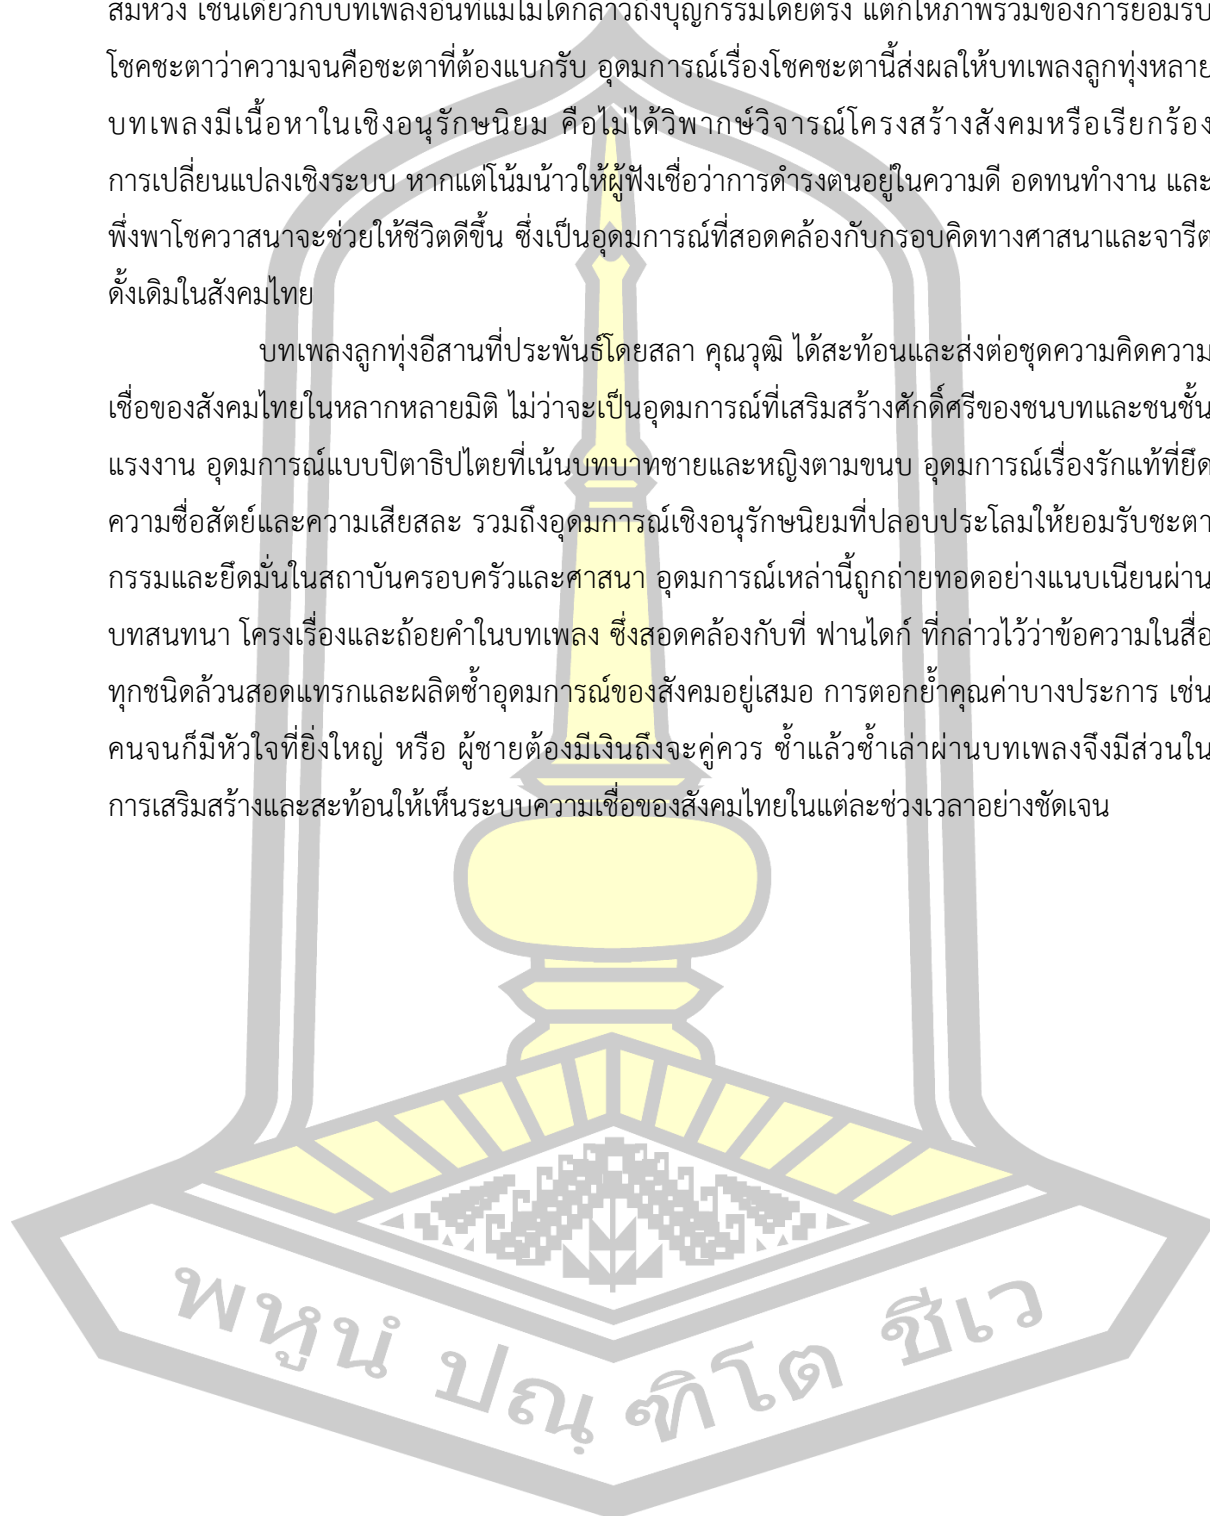 สมหวัง เช่นเดียวกับบทเพลงอื่นที่แม้ไม่ได้กล่าวถึงบุญกรรมโดยตรง แต่ก็ให้ภาพรวมของการยอมรับ
โชคชะตาว่าความจนคือชะตาที่ต้องแบกรับ อุดมการณ์เรื่องโชคชะตานี้ส่งผลให้บทเพลงลูกทุ่งหลาย
บทเพลงมีเนื้อหาในเชิงอนุรักษนิยม คือไม่ได้วิพากษ์วิจารณ์โครงสร้างสังคมหรือเรียกร้อง
การเปลี่ยนแปลงเชิงระบบ หากแต่โน้มน้าวให้ผู้ฟังเชื่อว่าการดำรงตนอยู่ในความดี อดทนทำงาน และ
พึ่งพาโชควาสนาจะช่วยให้ชีวิตดีขึ้น ซึ่งเป็นอุดมการณ์ที่สอดคล้องกับกรอบคิดทางศาสนาและจารีต
ดั้งเดิมในสังคมไทย
บทเพลงลูกทุ่งอีสานที่ประพันธ์โดยสลา คุณวุฒิ ได้สะท้อนและส่งต่อชุดความคิดความ
เชื่อของสังคมไทยในหลากหลายมิติ ไม่ว่าจะเป็นอุดมการณ์ที่เสริมสร้างศักดิ์ศรีของชนบทและชนชั้น
แรงงาน อุดมการณ์แบบปิตาธิปไตยที่เน้นบทบาทชายและหญิงตามขนบ อุดมการณ์เรื่องรักแท้ที่ยึด
ความซื่อสัตย์และความเสียสละ รวมถึงอุดมการณ์เชิงอนุรักษนิยมที่ปลอบประโลมให้ยอมรับชะตา
กรรมและยึดมั่นในสถาบันครอบครัวและศาสนา อุดมการณ์เหล่านี้ถูกถ่ายทอดอย่างแนบเนียนผ่าน
บทสนทนา โครงเรื่องและถ้อยคำในบทเพลง ซึ่งสอดคล้องกับที่ ฟานไดก์ ที่กล่าวไว้ว่าข้อความในสื่อ
ทุกชนิดล้วนสอดแทรกและผลิตซ้ำอุดมการณ์ของสังคมอยู่เสมอ การตอกย้ำคุณค่าบางประการ เช่น
คนจนก็มีหัวใจที่ยิ่งใหญ่ หรือ ผู้ชายต้องมีเงินถึงจะคู่ควร ซ้ำแล้วซ้ำเล่าผ่านบทเพลงจึงมีส่วนใน
การเสริมสร้างและสะท้อนให้เห็นระบบความเชื่อของสังคมไทยในแต่ละช่วงเวลาอย่างชัดเจน
พหูนํ ปณฺฑิโต ชีเว